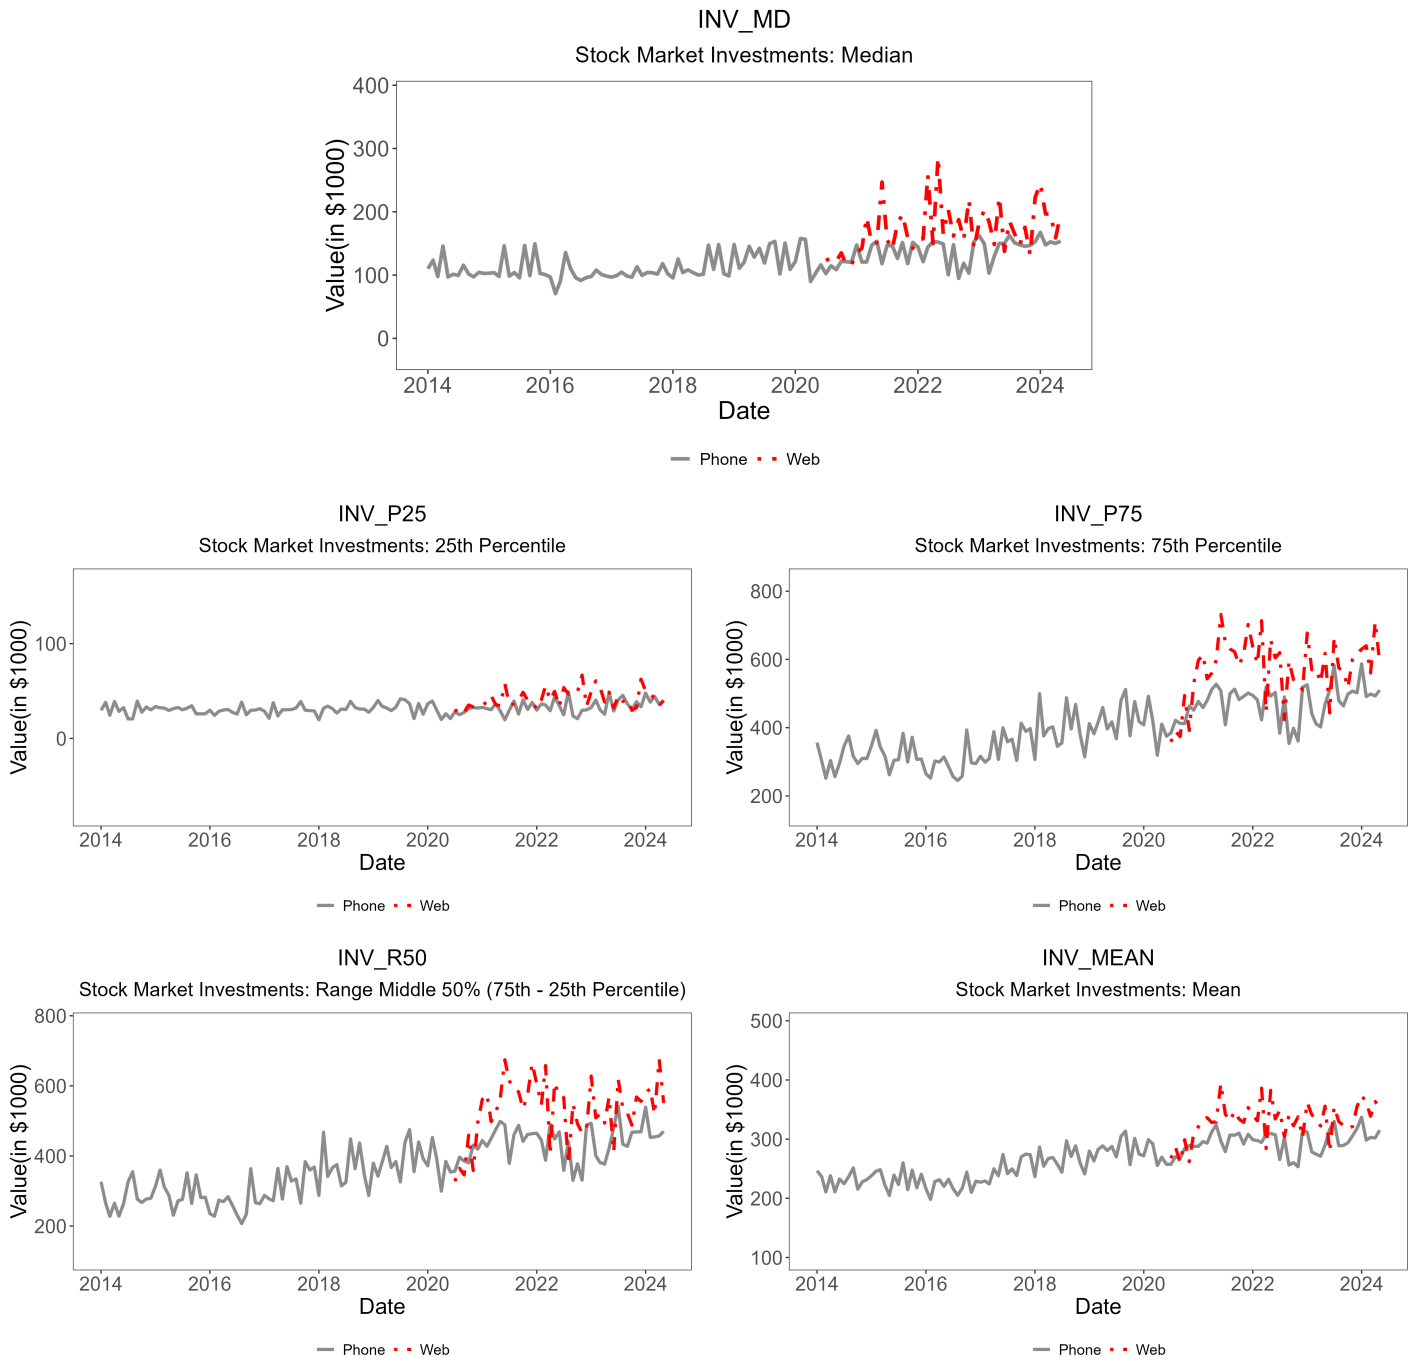 INV_MD
Stock Market Investments: Median
Value(in $1000)
400
300
200
100
0
2014 2016 2018 2020 2022 2024
Date
Phone Web
INV_P25
Stock Market Investments: 25th Percentile
Value(in $1000)
100
0
2014 2016 2018 2020 2022 2024
Date
Phone Web
INV_P75
Stock Market Investments: 75th Percentile
Value(in $1000)
800
600
400
200
2014 2016 2018 2020 2022 2024
Date
Phone Web
INV_R50
Stock Market Investments: Range Middle 50% (75th - 25th Percentile)
Value(in $1000)
800
600
400
200
2014 2016 2018 2020 2022 2024
Date
Phone Web
INV_MEAN
Stock Market Investments: Mean
Value(in $1000)
500
400
300
200
100
2014 2016 2018 2020 2022 2024
Date
Phone Web